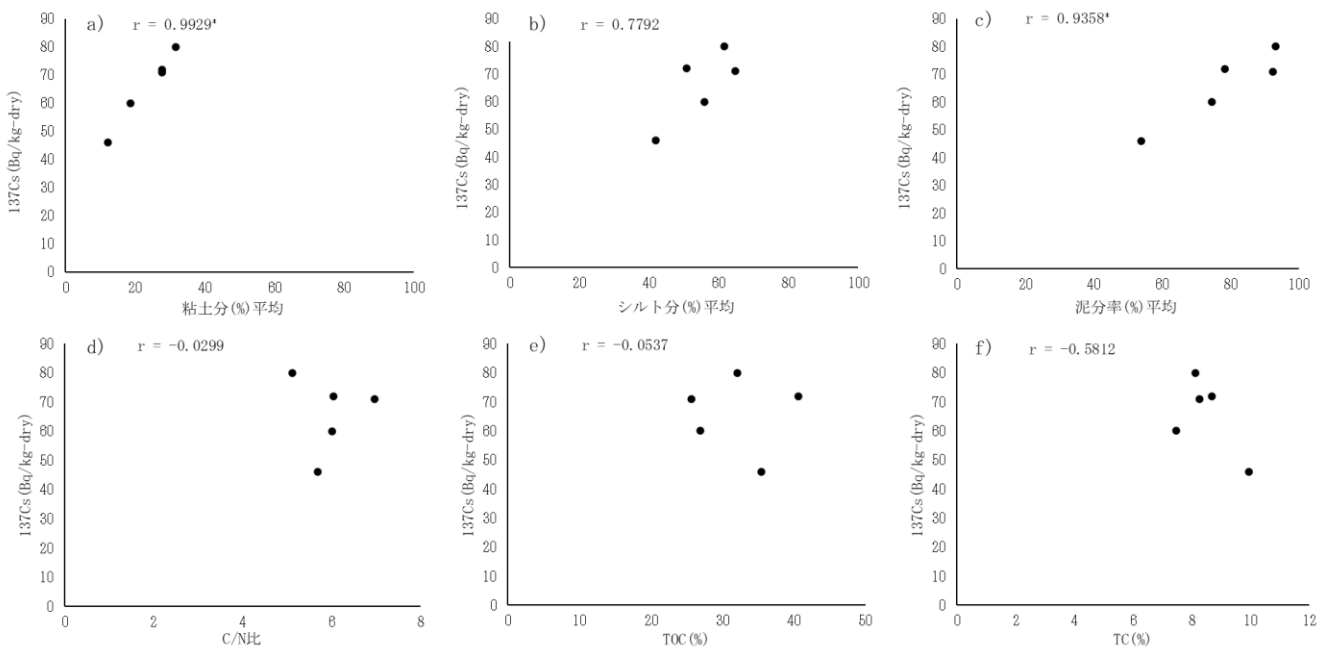 a) r = 0.9929*
90
80
70
60
50
40
30
20
10
0
137Cs(Bq/kg-dry)
0 20 40 60 80 100
粘土分(%)平均
b) r = 0.7792
90
80
70
60
50
40
30
20
10
0
137Cs(Bq/kg-dry)
0 20 40 60 80 100
シルト分(%)平均
c) r = 0.9358*
90
80
70
60
50
40
30
20
10
0
137Cs(Bq/kg-dry)
0 20 40 60 80 100
泥分率(%)平均
d) r = -0.0299
90
80
70
60
50
40
30
20
10
0
137Cs(Bq/kg-dry)
0 2 4 6 8
C/N比
e) r = -0.0537
90
80
70
60
50
40
30
20
10
0
137Cs(Bq/kg-dry)
0 20 30 40 50
TOC(%)
f) r = -0.5812
90
80
70
60
50
40
30
20
10
0
137Cs(Bq/kg-dry)
0 2 4 6 8 10 12
TC(%)